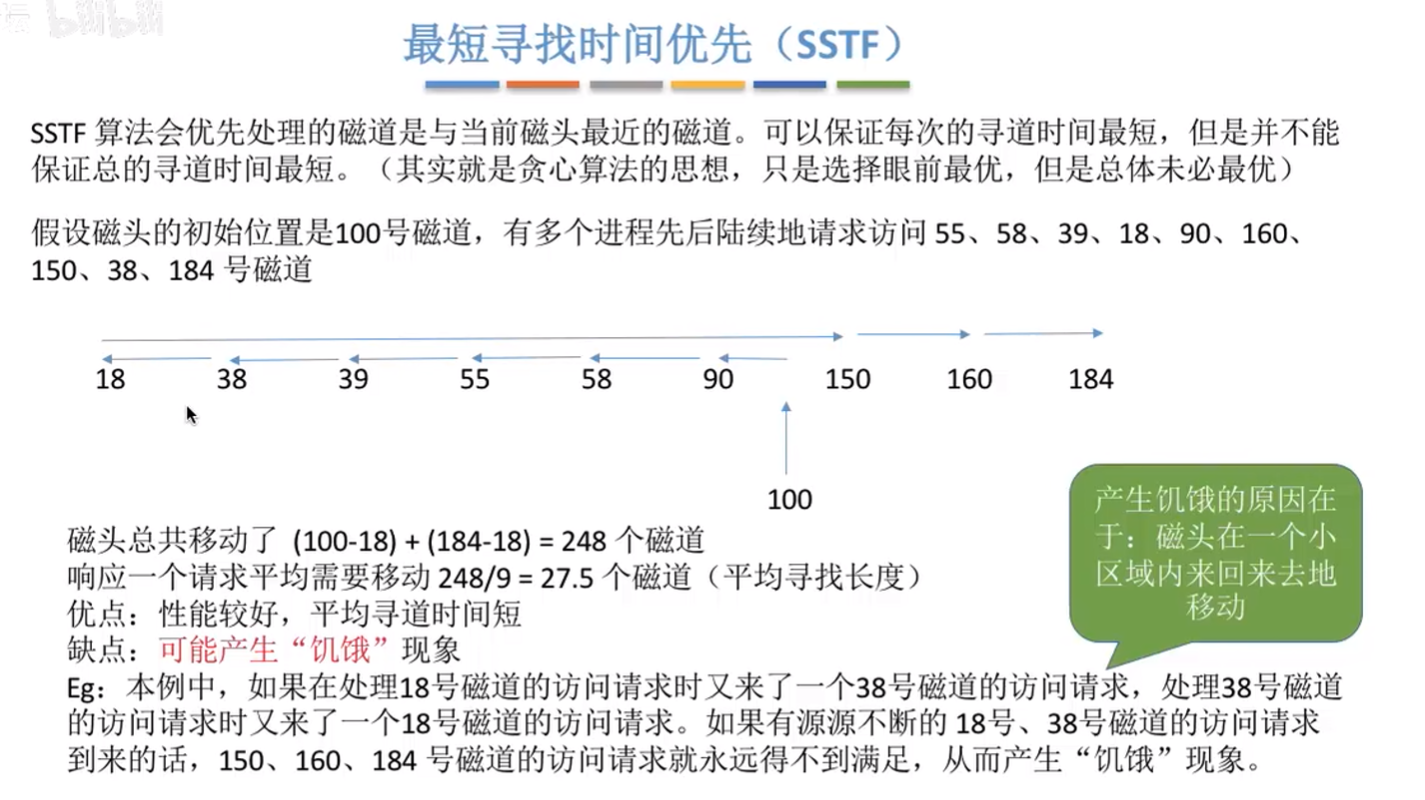 最短寻找时间优先（SSTF）
SSTF 算法会优先处理的磁道是与当前磁头最近的磁道。可以保证每次的寻道时间最短，但是并不能
保证总的寻道时间最短。（其实就是贪心算法的思想，只是选择眼前最优，但是总体未必最优）
假设磁头的初始位置是100号磁道，有多个进程先后陆续地请求访问 55、58、39、18、90、160、
150、38、184 号磁道
18 38 39 55 58 90 150 160 184
100
磁头总共移动了 (100-18) + (184-18) = 248 个磁道
响应一个请求平均需要移动 248/9 = 27.5 个磁道（平均寻找长度）
优点：性能较好，平均寻道时间短
缺点：可能产生“饥饿”现象
Eg：本例中，如果在处理18号磁道的访问请求时又来了一个38号磁道的访问请求，处理38号磁道
的访问请求时又来了一个18号磁道的访问请求。如果有源源不断的 18号、38号磁道的访问请求
到来的话，150、160、184 号磁道的访问请求就永远得不到满足，从而产生“饥饿”现象。
产生饥饿的原因在
于：磁头在一个小
区域内来回来去地
移动